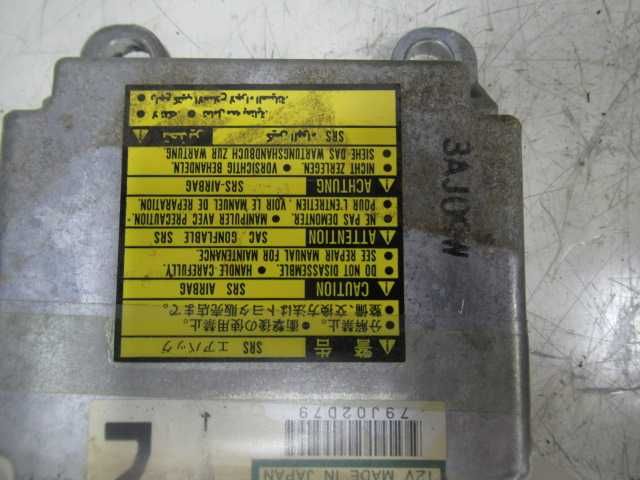 12V MADE IN JAPAN
79J02D79
警告 SRS エアバッグ
● 分解禁止。 ● 衝撃後の使用禁止。
● 整備、交換方法はトヨタ販売店まで。
CAUTION SRS AIRBAG
● DO NOT DISASSEMBLE. ● HANDLE-CAREFULLY.
● SEE REPAIR MANUAL FOR MAINTENANCE
ATTENTION SAC GONFLABLE SRS
● NE PAS DEMONTER. ● MANIPULER AVEC PRECAUTION.
● POUR L'ENTRETIEN, VOIR LE MANUEL DE REPARATION.
ACHTUNG SRS-AIRBAG
● NICHT ZERLEGEN. ● VORSICHTIG BEHANDELN.
● SIEHE DAS WARTUNGSHANDBUCH ZUR WARTUNG.
تحذير كيس الهواء SRS